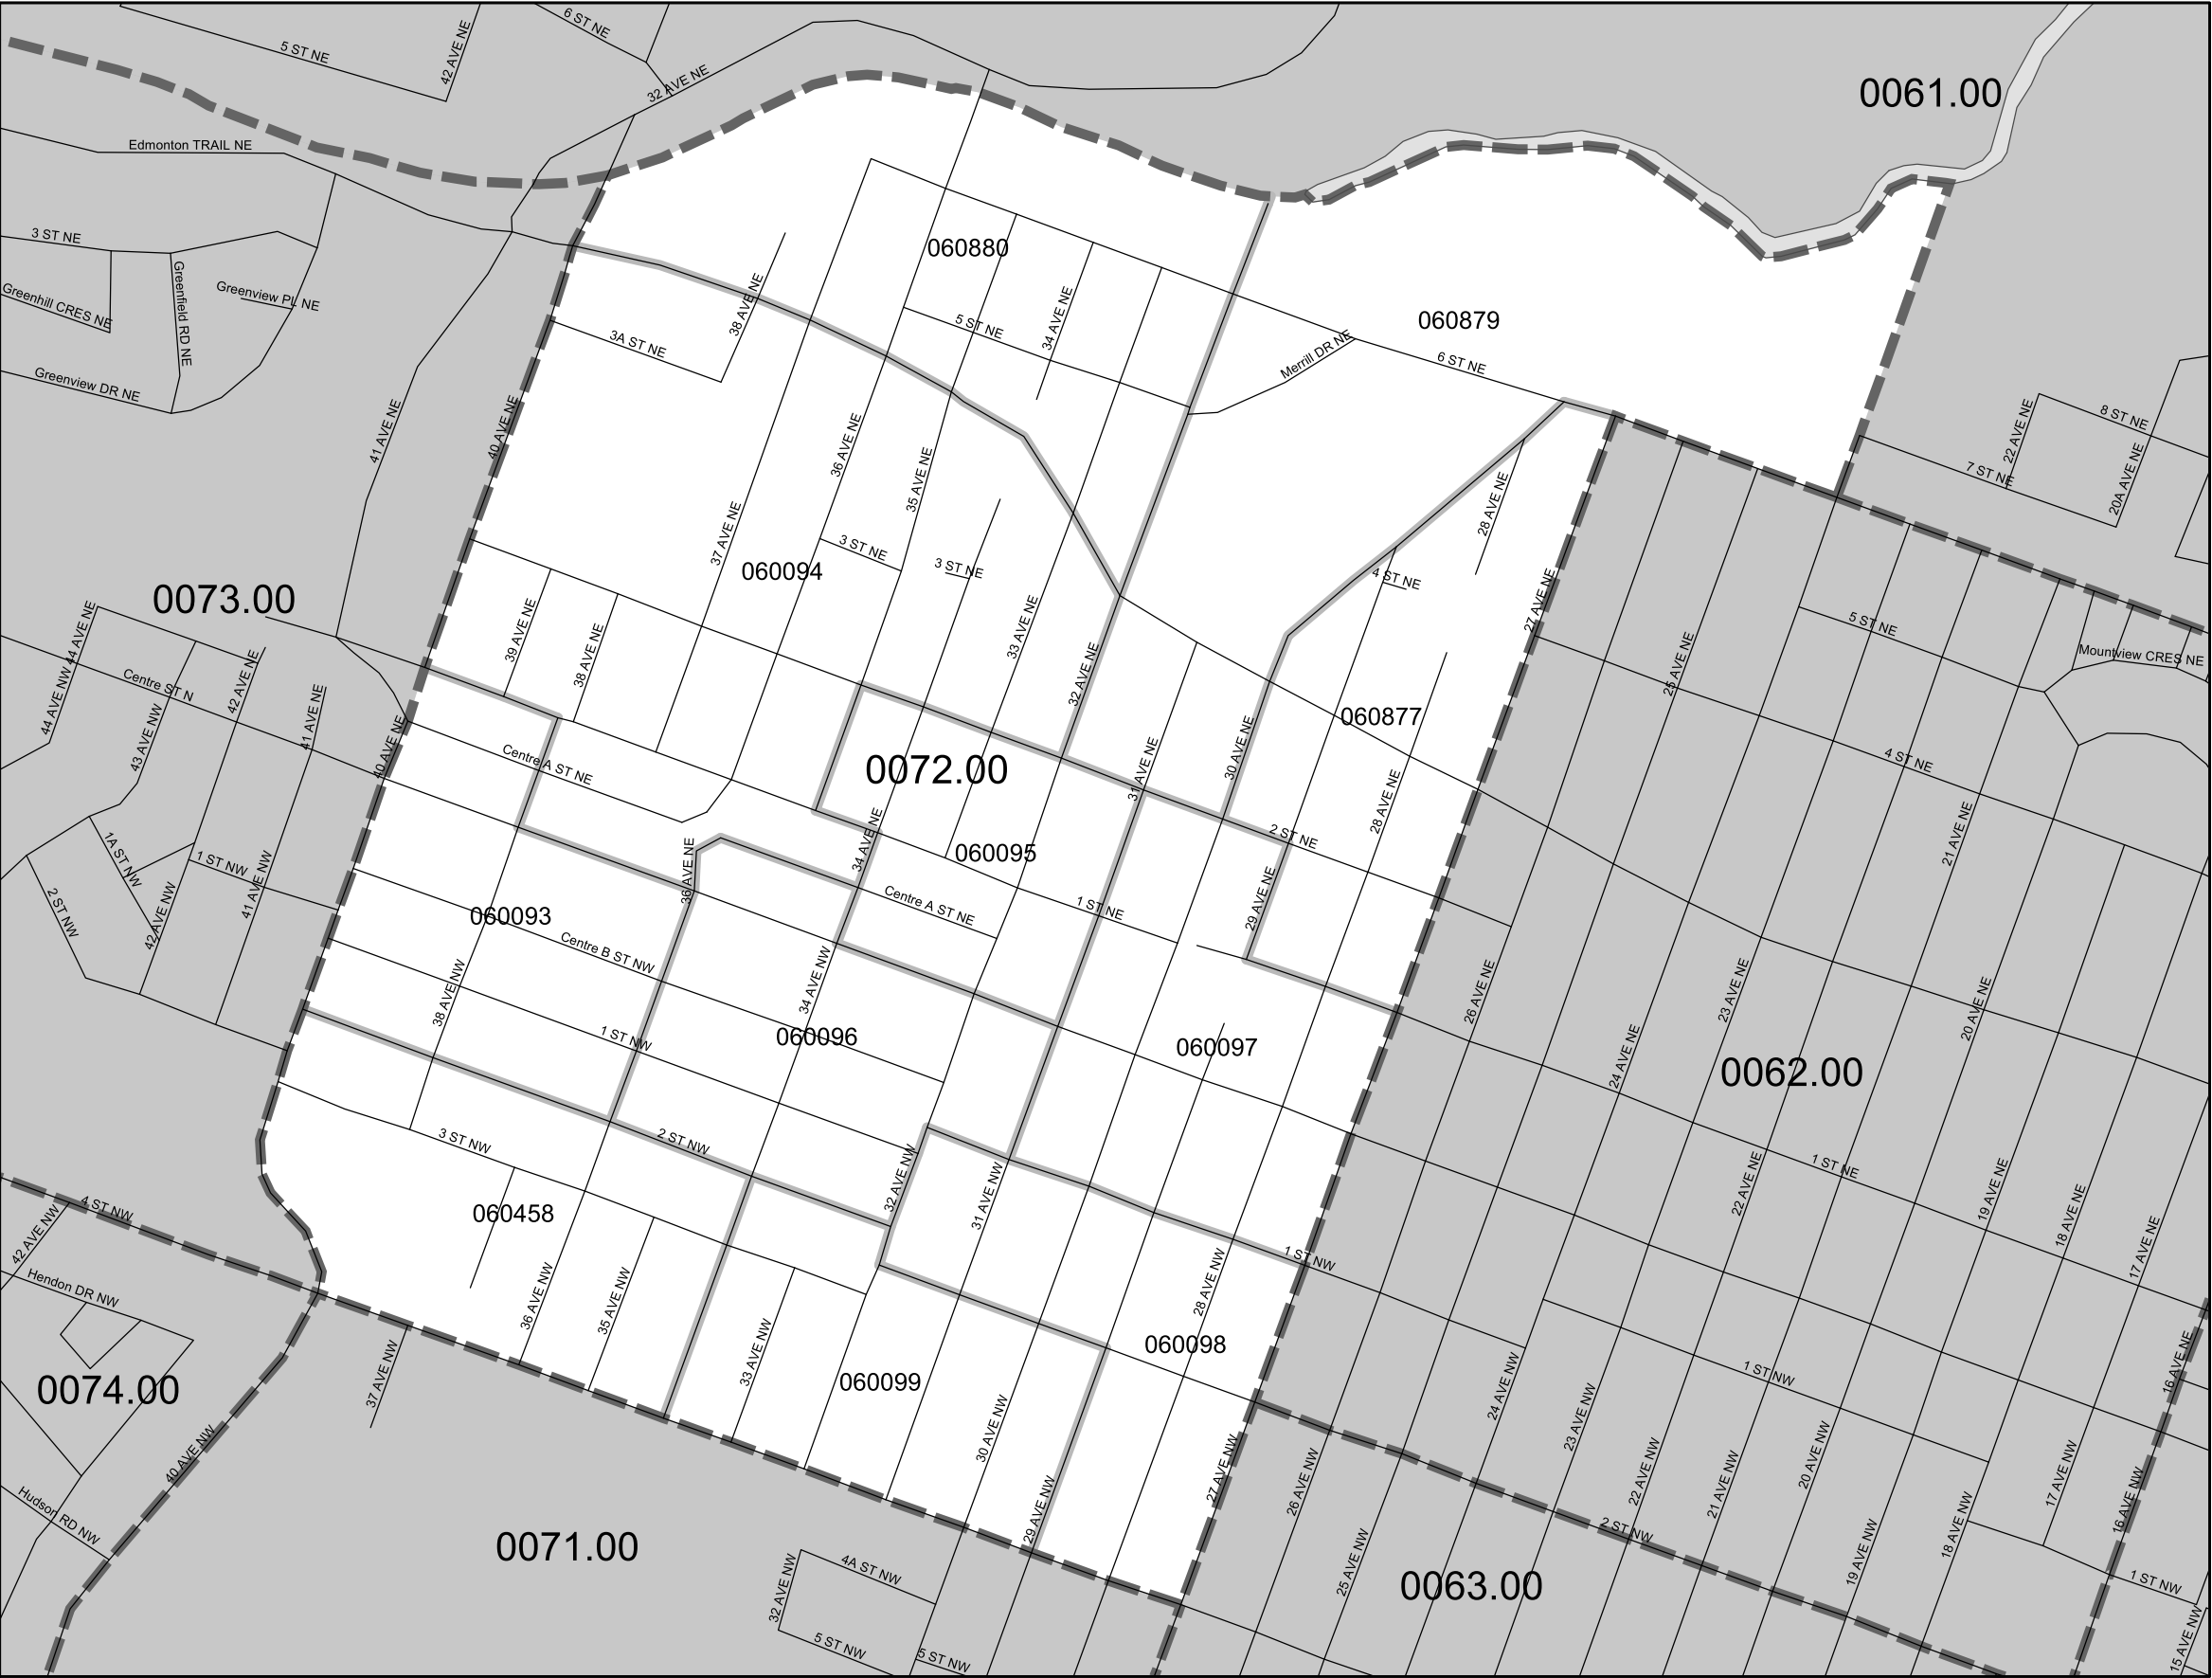 5 ST NE
42 AVE NE
6 ST NE
32 AVE NE
0061.00
Edmonton TRAIL NE
3 ST NE
Greenfield RD NE
Greenview PL NE
Greenhill CRES NE
Greenview DR NE
060880
38 AVE NE
3A ST NE
5 ST NE
34 AVE NE
060879
Merrill DR NE
6 ST NE
22 AVE NE
8 ST NE
7 ST NE
20A AVE NE
41 AVE NE
40 AVE NE
36 AVE NE
35 AVE NE
37 AVE NE
3 ST NE
3 ST NE
060094
28 AVE NE
4 ST NE
27 AVE NE
0073.00
44 AVE NE
44 AVE NW
Centre ST N
42 AVE NE
41 AVE NE
43 AVE NW
39 AVE NE
38 AVE NE
33 AVE NE
32 AVE NE
25 AVE NE
5 ST NE
Mountview CRES NE
060877
40 AVE NE
Centre A ST NE
0072.00
31 AVE NE
30 AVE NE
28 AVE NE
4 ST NE
2 ST NE
21 AVE NE
1A ST NW
1 ST NW
2 ST NW
42 AVE NW
41 AVE NW
36 AVE NE
34 AVE NE
060095
Centre A ST NE
1 ST NE
29 AVE NE
060093
Centre B ST NW
38 AVE NW
34 AVE NW
26 AVE NE
23 AVE NE
20 AVE NE
060096
1 ST NW
060097
24 AVE NE
0062.00
3 ST NW
2 ST NW
32 AVE NW
31 AVE NW
22 AVE NE
1 ST NE
19 AVE NE
18 AVE NE
17 AVE NE
060458
4 ST NW
42 AVE NW
Hendon DR NW
36 AVE NW
35 AVE NW
28 AVE NW
1 ST NW
060098
33 AVE NW
060099
37 AVE NW
0074.00
24 AVE NW
1 ST NW
16 AVE NE
40 AVE NW
30 AVE NW
27 AVE NW
26 AVE NW
23 AVE NW
22 AVE NW
21 AVE NW
20 AVE NW
17 AVE NW
16 AVE NW
Hudson RD NW
29 AVE NW
2 ST NW
0071.00
4A ST NW
32 AVE NW
25 AVE NW
0063.00
19 AVE NW
18 AVE NW
1 ST NW
5 ST NW
5 ST NW
15 AVE NW